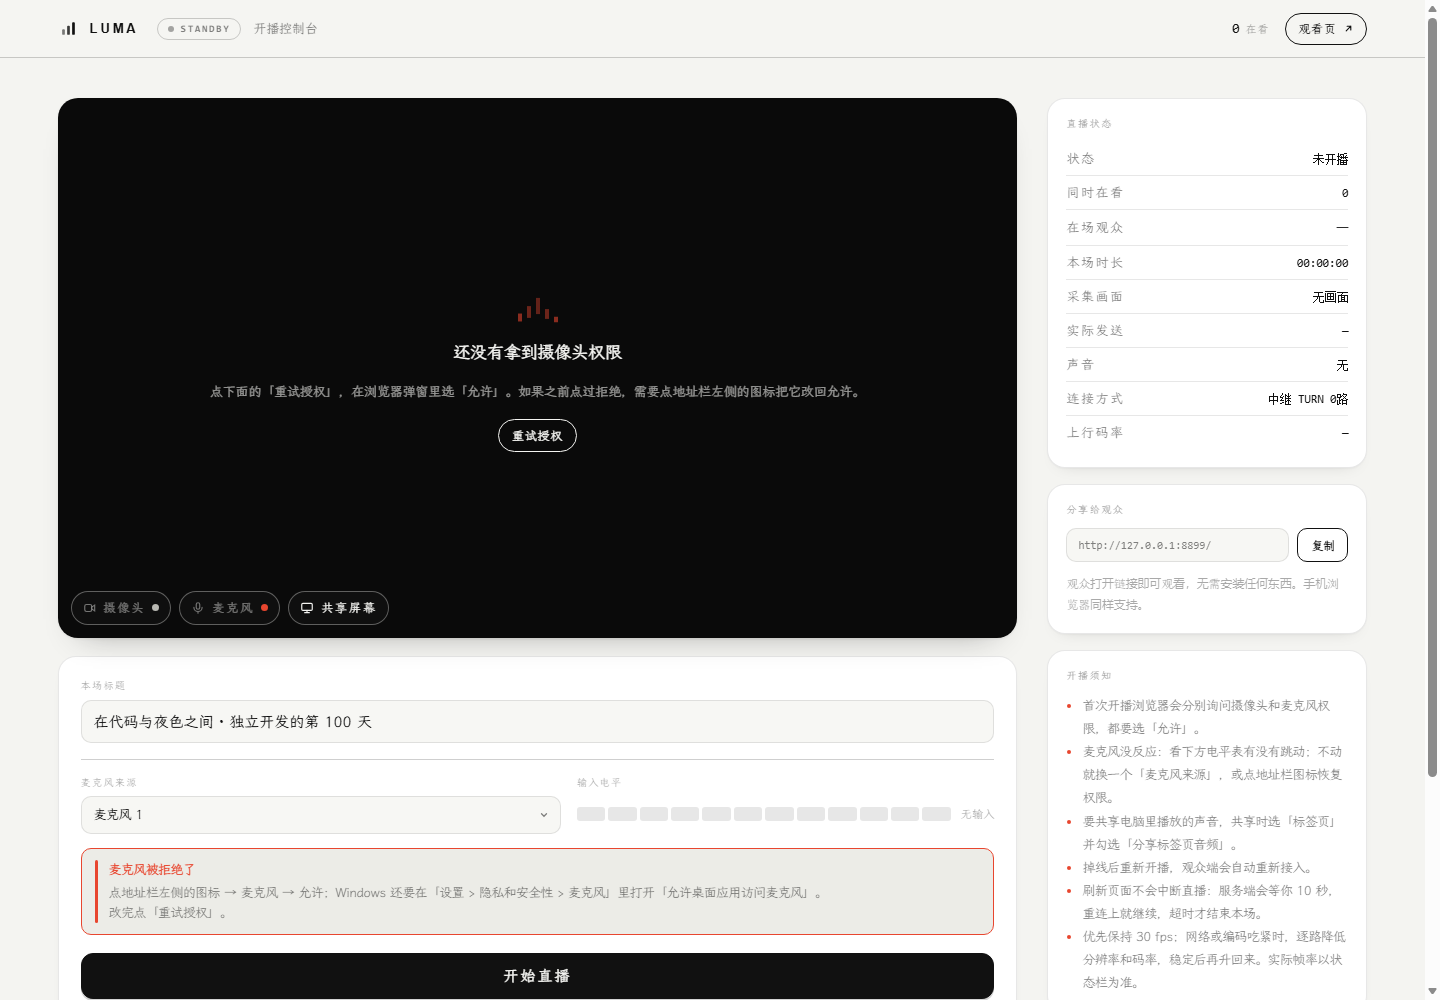 LUMA
STANDBY
开播控制台
0 在看
观看页 ↗
还没有拿到摄像头权限
点下面的「重试授权」，在浏览器弹窗里选「允许」。如果之前点过拒绝，需要点地址栏左侧的图标把它改回允许。
重试授权
摄像头
麦克风
共享屏幕
本场标题
在代码与夜色之间·独立开发的第 100 天
麦克风来源
麦克风 1
输入电平
无输入
麦克风被拒绝了
点地址栏左侧的图标 → 麦克风 → 允许；Windows 还要在「设置 > 隐私和安全性 > 麦克风」里打开「允许桌面应用访问麦克风」。
改完点「重试授权」。
开始直播
直播状态
状态 未开播
同时在看 0
在场观众 —
本场时长 00:00:00
采集画面 无画面
实际发送 —
声音 无
连接方式 中继 TURN 0路
上行码率 —
分享给观众
http://127.0.0.1:8899/
复制
观众打开链接即可观看，无需安装任何东西。手机浏
览器同样支持。
开播须知
首次开播浏览器会分别询问摄像头和麦克风权
限，都要选「允许」。
麦克风没反应：看下方电平表有没有跳动；不动
就换一个「麦克风来源」，或点地址栏图标恢复
权限。
要共享电脑里播放的声音，共享时选「标签页」
并勾选「分享标签页音频」。
掉线后重新开播，观众端会自动重新接入。
刷新页面不会中断直播：服务端会等你 10 秒，
重连上就继续，超时才结束本场。
优先保持 30 fps；网络或编码吃紧时，逐路降低
分辨率和码率，稳定后再升回来。实际帧率以状
态栏为准。